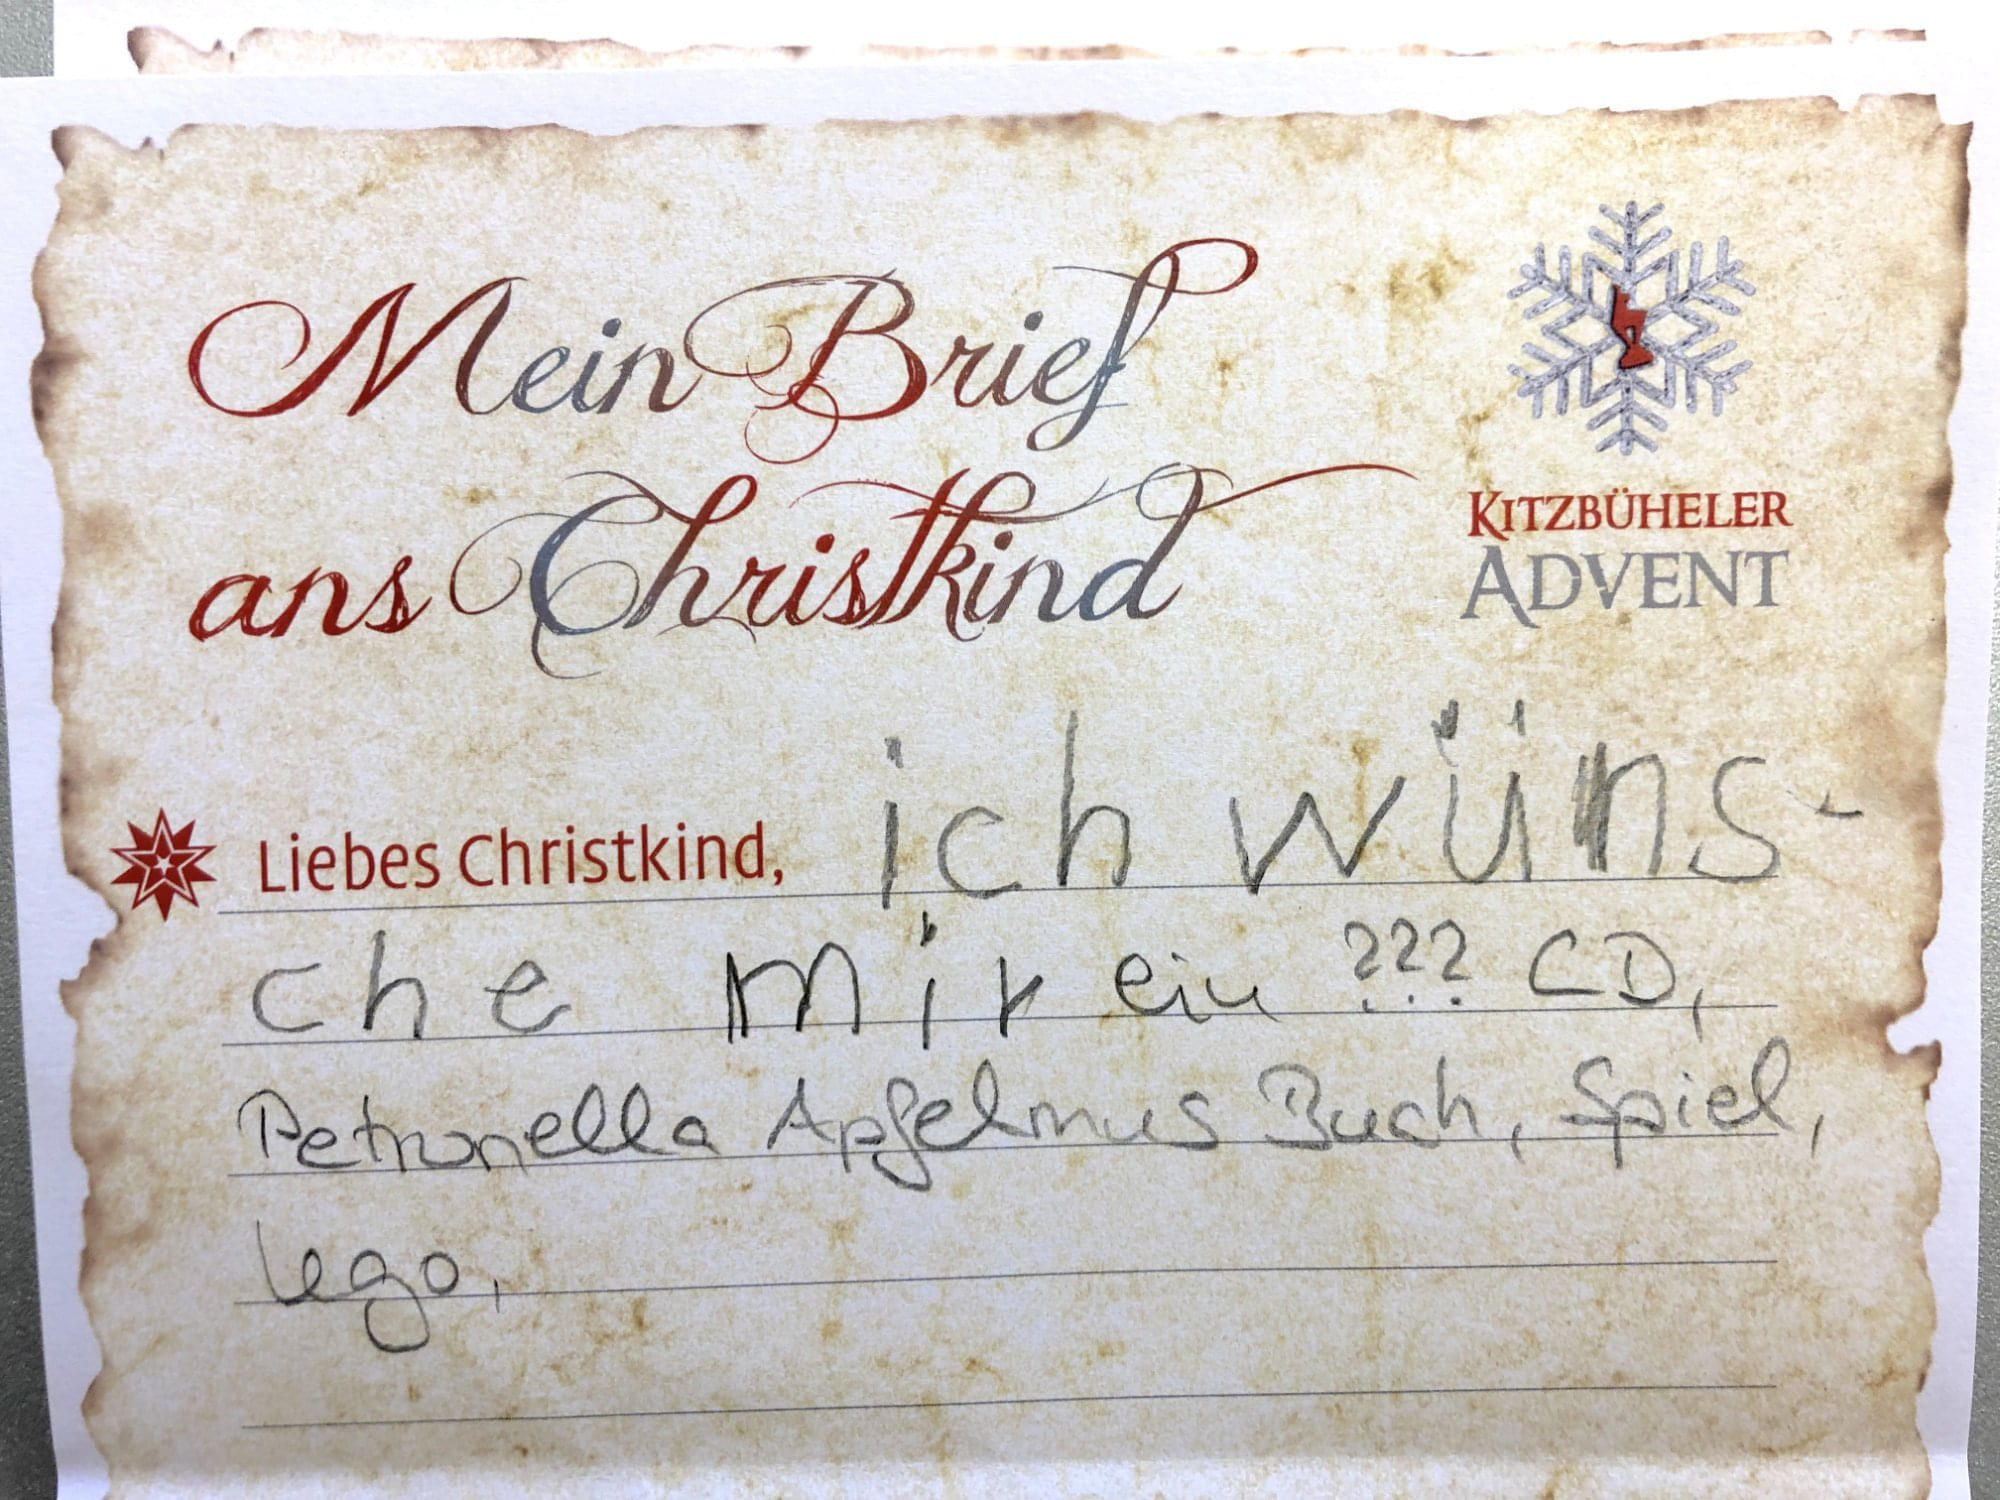 Mein Brief
ans Christkind
KITZBÜHELER
ADVENT
Liebes Christkind, ich wüns-
che mir ein ??? CD,
Petronella Apfelmus Buch, Spiel,
Lego,